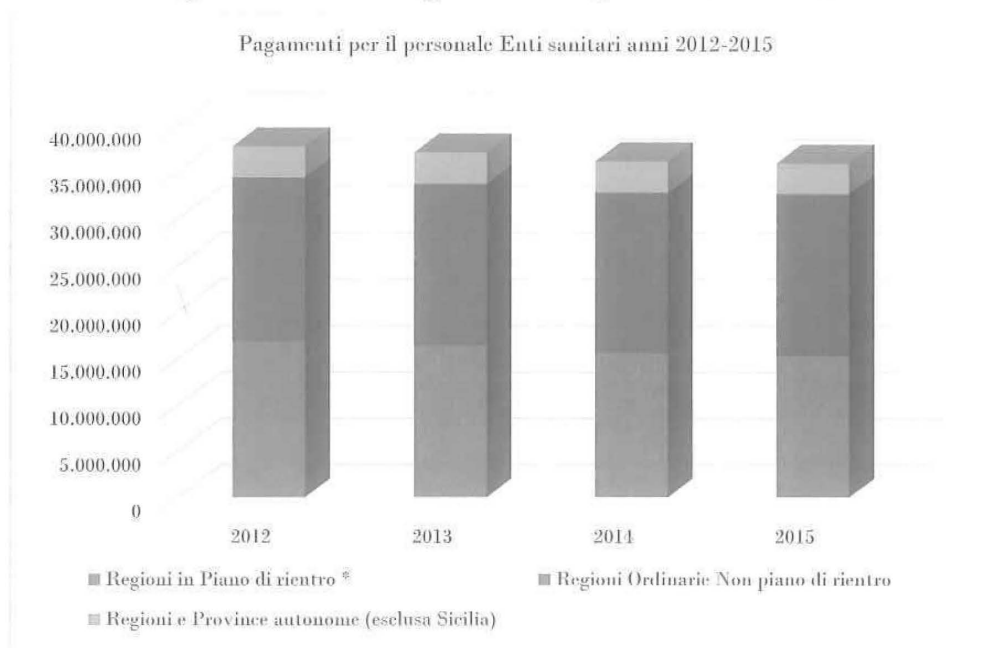 Pagamenti per il personale Enti sanitari anni 2012-2015
40.000.000
35.000.000
30.000.000
25.000.000
20.000.000
15.000.000
10.000.000
5.000.000
0
2012 2013 2014 2015
Regioni in Piano di rientro * Regioni Ordinarie Non piano di rientro
Regioni e Province autonome (esclusa Sicilia)